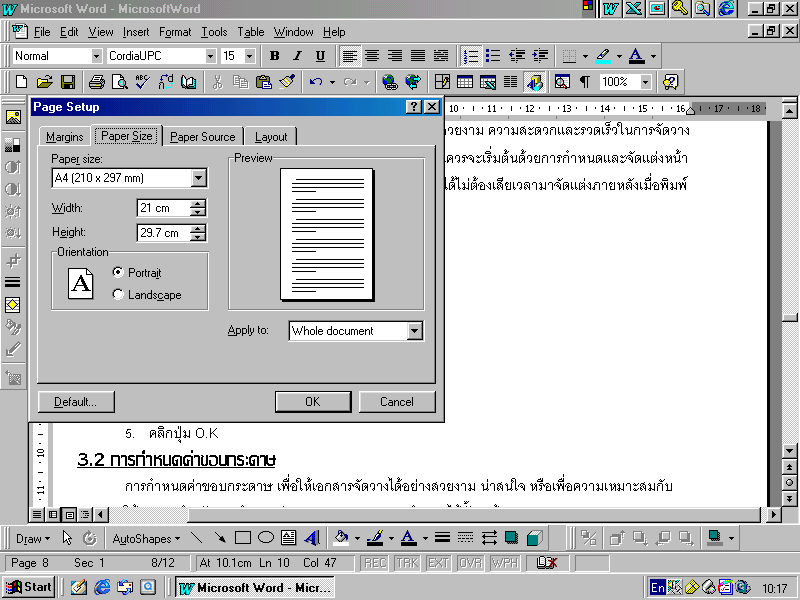 Microsoft Word - MicrosoftWord
File Edit View Insert Format Tools Table Window Help
Normal CordiaUPC 15 B I U
100%
Page Setup
10 11 12 13 14 15 16 17 18
Margins Paper Size Paper Source Layout
วยงาม ความสะดวกและรวดเร็วในการจัดวาง
ควรจะเริ่มต้นด้วยการกำหนดและจัดแต่งหน้า
ได้ไม่ต้องเสียเวลามาจัดแต่งภายหลังเมื่อพิมพ์
Paper size:
A4 (210 x 297 mm)
Width: 21 cm
Height: 29.7 cm
Orientation
A
Portrait
Landscape
Preview
Apply to: Whole document
Default... OK Cancel
5. คลิกปุ่ม O.K
3.2 การกำหนดค่าขอบกระดาษ
การกำหนดค่าขอบกระดาษ เพื่อให้เอกสารจัดวางได้อย่างสวยงาม น่าสนใจ หรือเพื่อความเหมาะสมกับ
10
11
Draw AutoShapes
Page 8 Sec 1 8/12 At 10.1cm Ln 10 Col 47 REC TRK EXT OVR WPH
Start Microsoft Word - Micr... En 10:17